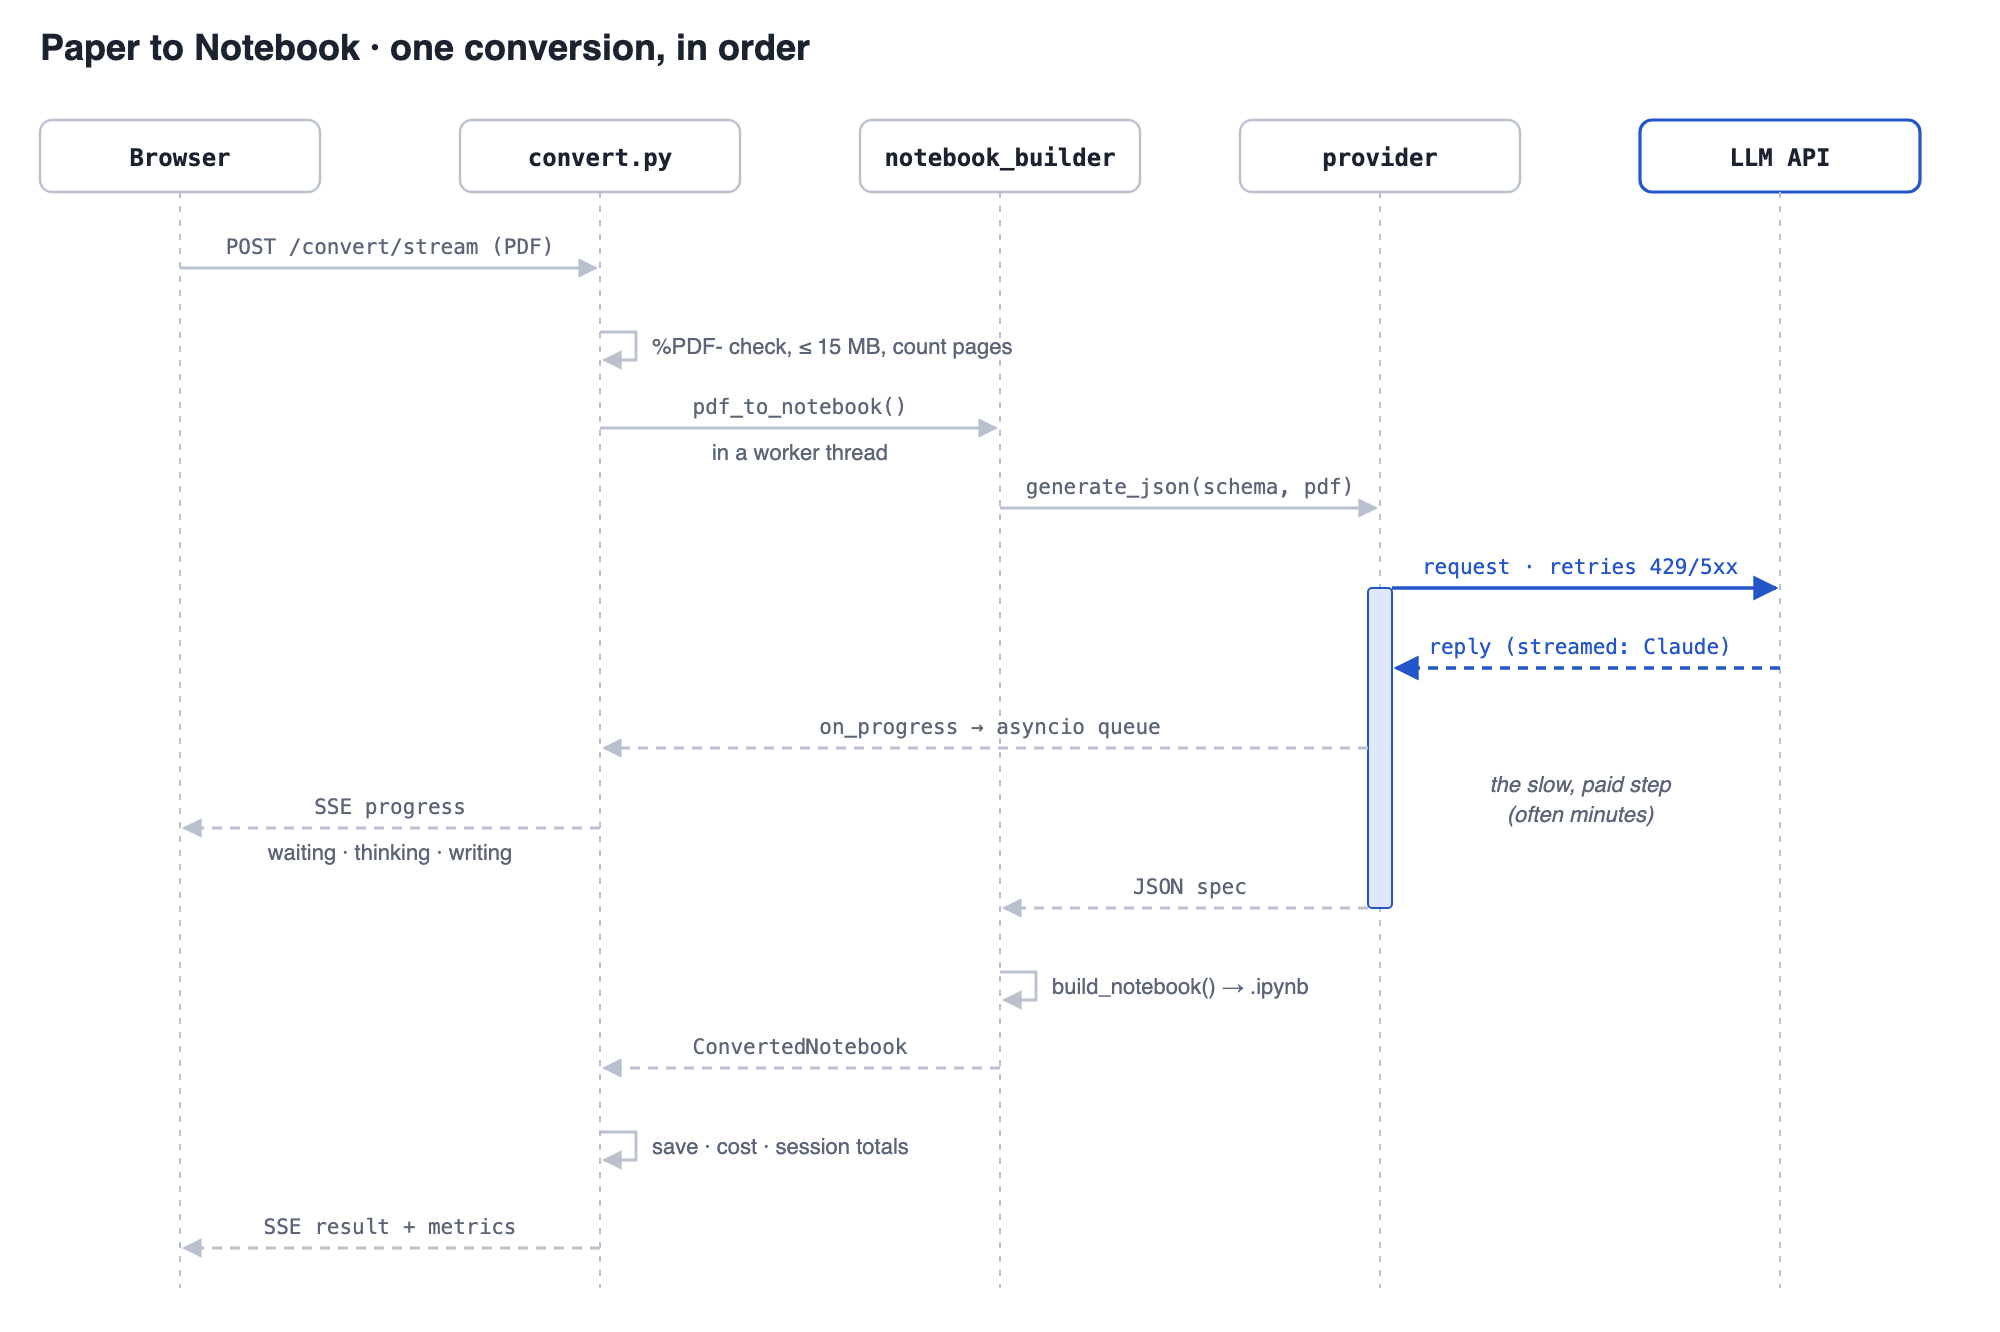 Paper to Notebook · one conversion, in order
Browser
convert.py
notebook_builder
provider
LLM API
POST /convert/stream (PDF)
%PDF- check, ≤ 15 MB, count pages
pdf_to_notebook()
in a worker thread
generate_json(schema, pdf)
request · retries 429/5xx
reply (streamed: Claude)
on_progress → asyncio queue
the slow, paid step
(often minutes)
SSE progress
waiting · thinking · writing
JSON spec
build_notebook() → .ipynb
ConvertedNotebook
save · cost · session totals
SSE result + metrics